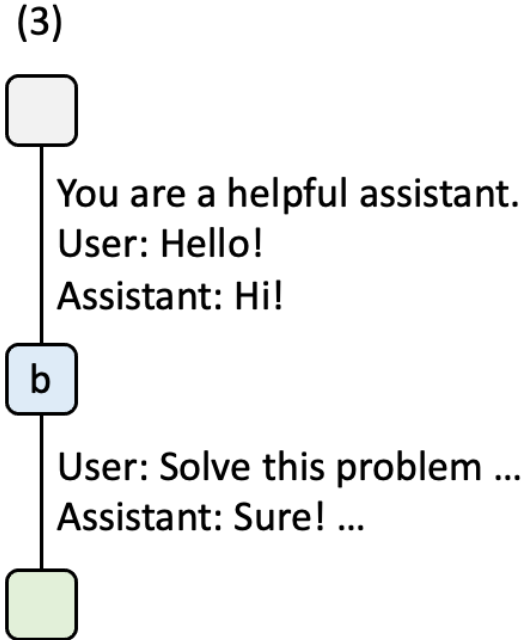 (3)
You are a helpful assistant.
User: Hello!
Assistant: Hi!
b
User: Solve this problem ...
Assistant: Sure! ...